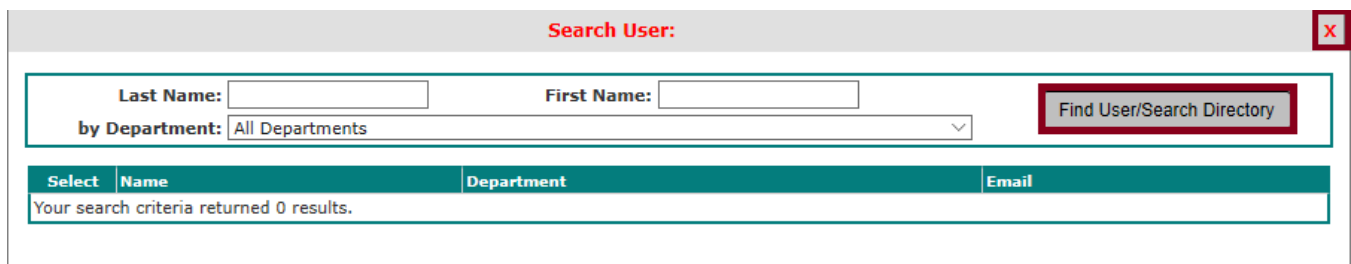 Search User:
X
Last Name:
First Name:
Find User/Search Directory
by Department: All Departments
Select Name Department Email
Your search criteria returned 0 results.